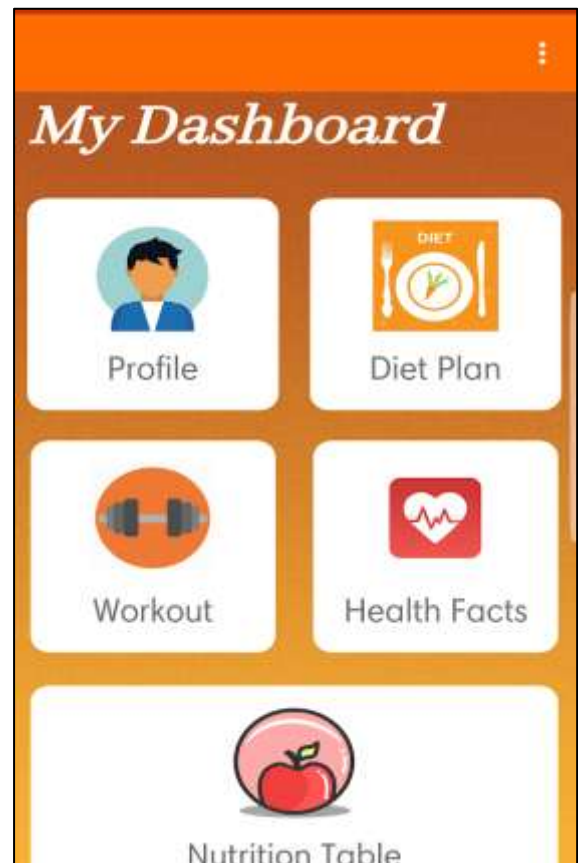 My Dashboard
DIET
Profile
Diet Plan
Workout
Health Facts
Nutrition Table